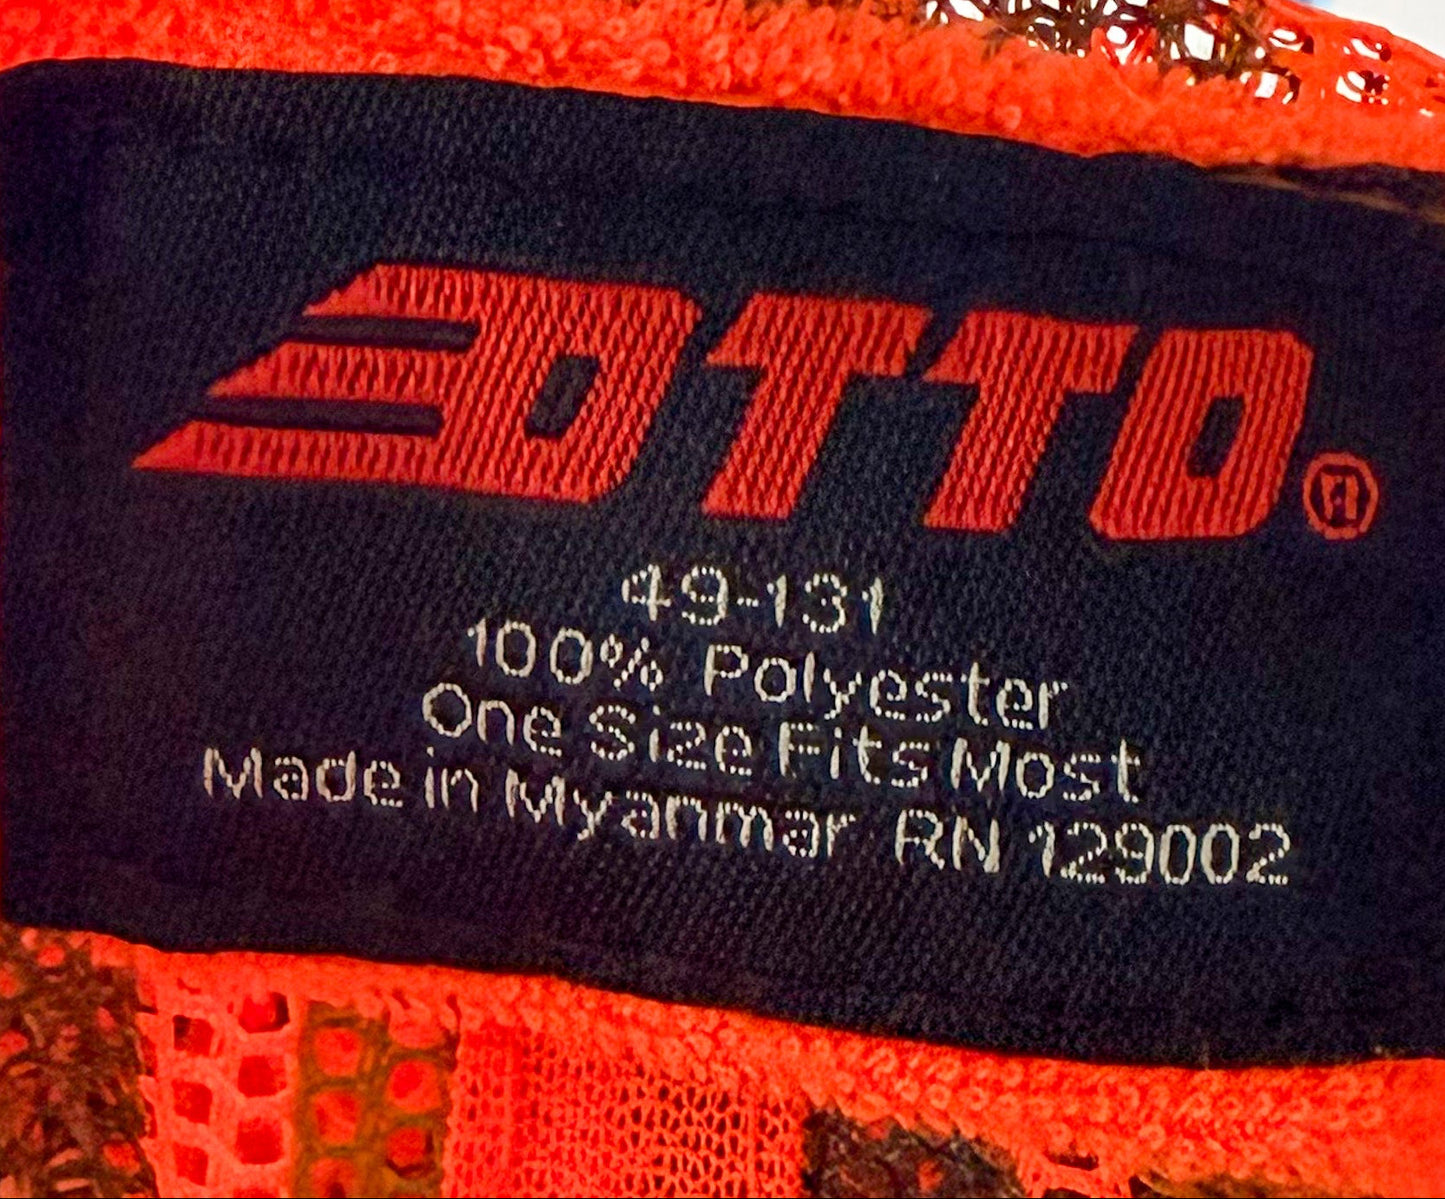 OTTO®
49-131
100% Polyester
One Size Fits Most
Made in Myanmar RN 129002